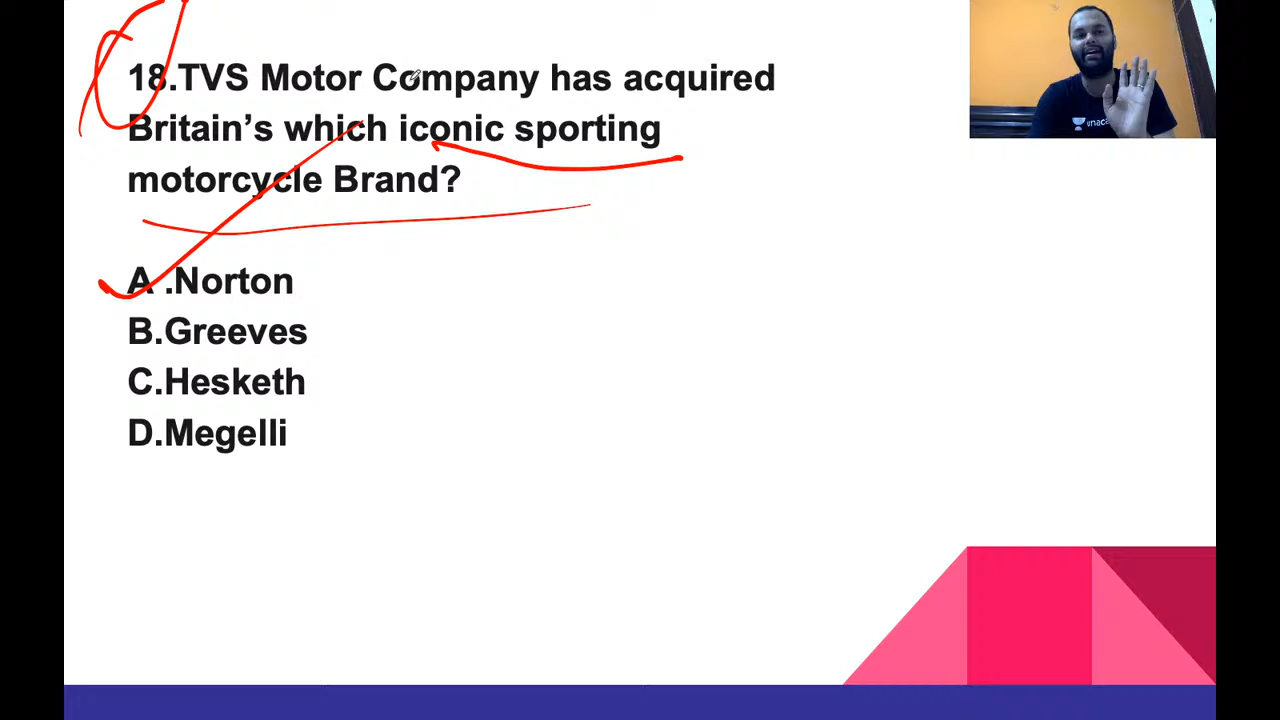 18.TVS Motor Company has acquired
Britain’s which iconic sporting
motorcycle Brand?
A .Norton
B.Greeves
C.Hesketh
D.Megelli